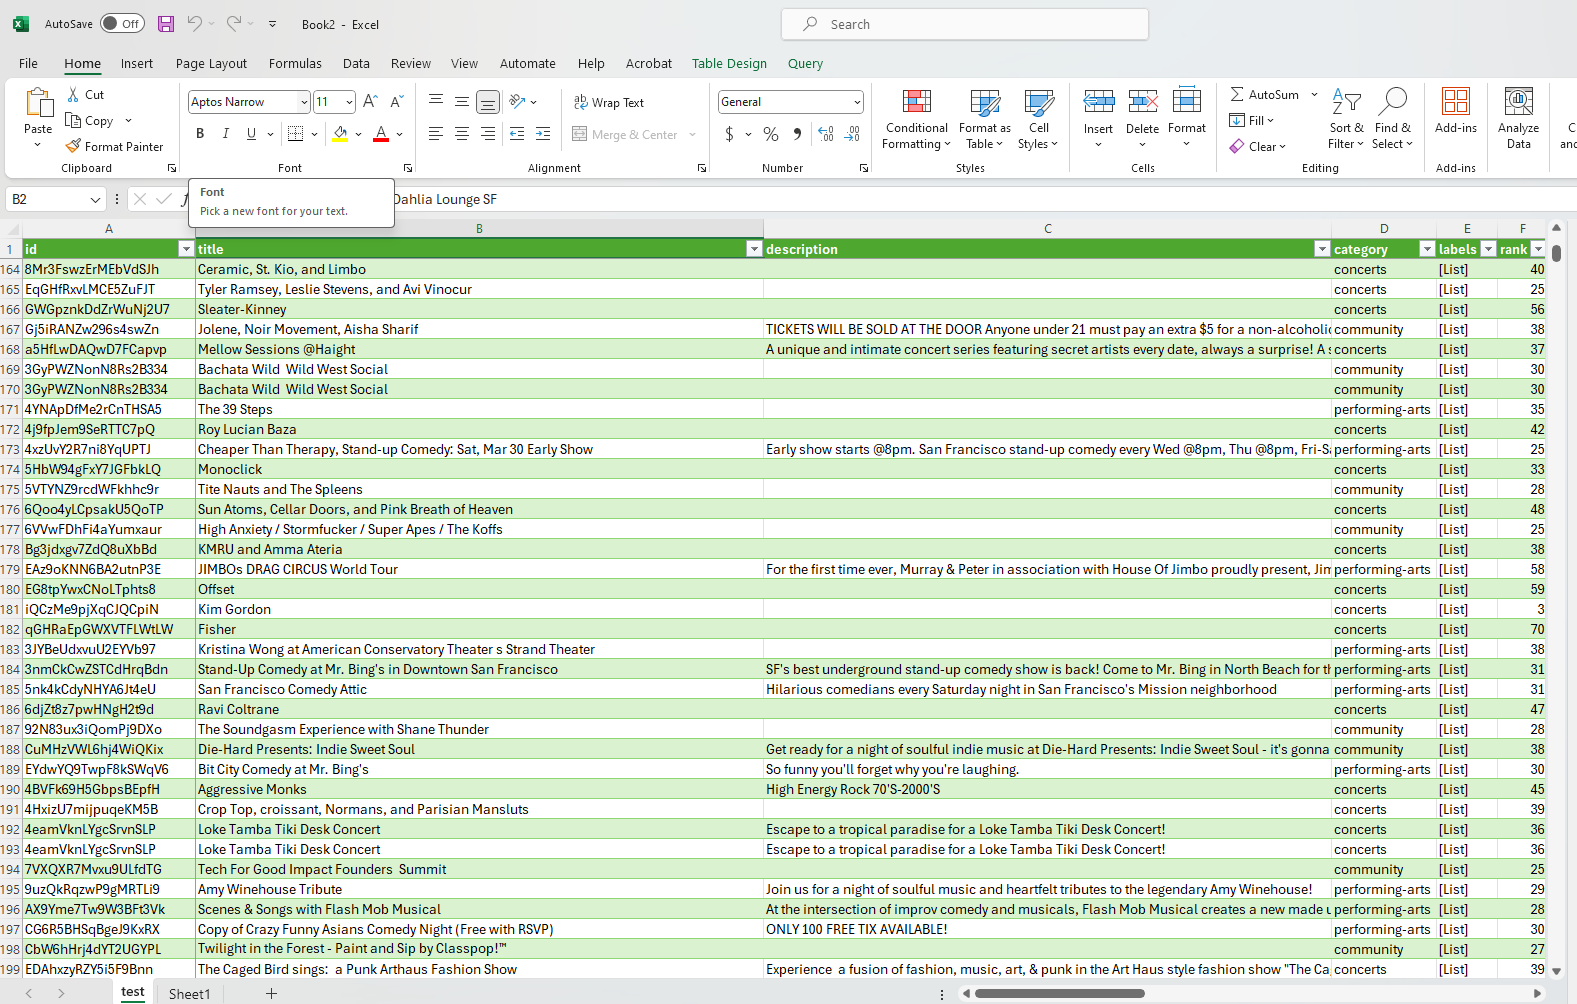 AutoSave Off Book2 - Excel Search
File Home Insert Page Layout Formulas Data Review View Automate Help Acrobat Table Design Query
Paste Cut Copy Format Painter Clipboard
Aptos Narrow 11 B I U A Font
Wrap Text Merge & Center Alignment
General $ % Number
Conditional Formatting Format as Table Cell Styles Styles
Insert Delete Format Cells
AutoSum Fill Clear Sort & Filter Find & Select Editing
Add-ins Add-ins
Analyze Data
B2 Dahlia Lounge SF
Font
Pick a new font for your text.
A B C D E F
1 id title description category labels rank
164 8Mr3FswzErMEbVdSJh Ceramic, St. Kio, and Limbo concerts [List] 40
165 EqGHfRxvLMCE5ZuFJT Tyler Ramsey, Leslie Stevens, and Avi Vinocur concerts [List] 25
166 GWGpznkDdZrWuNj2U7 Sleater-Kinney concerts [List] 56
167 Gj5iRANZw296s4swZn Jolene, Noir Movement, Aisha Sharif TICKETS WILL BE SOLD AT THE DOOR Anyone under 21 must pay an extra $5 for a non-alcoholic community [List] 38
168 a5HfLwDAQwD7FCapvp Mellow Sessions @Haight A unique and intimate concert series featuring secret artists every date, always a surprise! A s concerts [List] 37
169 3GyPWZNonN8Rs2B334 Bachata Wild  Wild West Social community [List] 30
170 3GyPWZNonN8Rs2B334 Bachata Wild  Wild West Social community [List] 30
171 4YNApDfMe2rCnTHSA5 The 39 Steps performing-arts [List] 35
172 4j9fpJem9SeRTTC7pQ Roy Lucian Baza concerts [List] 42
173 4xzUvY2R7ni8YqUPTJ Cheaper Than Therapy, Stand-up Comedy: Sat, Mar 30 Early Show Early show starts @8pm. San Francisco stand-up comedy every Wed @8pm, Thu @8pm, Fri-Sa performing-arts [List] 25
174 5HbW94gFxY7JGFbkLQ Monoclick concerts [List] 33
175 5VTYNZ9rcdWFkhhc9r Tite Nauts and The Spleens community [List] 28
176 6Qoo4yLCpsakU5QoTP Sun Atoms, Cellar Doors, and Pink Breath of Heaven concerts [List] 48
177 6VVwFDhFi4aYumxaur High Anxiety / Stormfucker / Super Apes / The Koffs community [List] 25
178 Bg3jdxgv7ZdQ8uXbBd KMRU and Amma Ateria concerts [List] 38
179 EAz9oKNN6BA2utnP3E JIMBOs DRAG CIRCUS World Tour For the first time ever, Murray & Peter in association with House Of Jimbo proudly present, Jim performing-arts [List] 58
180 EG8tpYwxCNoLTphts8 Offset concerts [List] 59
181 iQCzMe9pjXqCJQCpiN Kim Gordon concerts [List] 3
182 qGHRaEpGWXVTFLWtLW Fisher concerts [List] 70
183 3JYBeUdxvuU2EYVb97 Kristina Wong at American Conservatory Theater s Strand Theater performing-arts [List] 38
184 3nmCkCwZSTCdHrqBdn Stand-Up Comedy at Mr. Bing's in Downtown San Francisco SF's best underground stand-up comedy show is back! Come to Mr. Bing in North Beach for th performing-arts [List] 31
185 5nk4kCdyNHYA6Jt4eU San Francisco Comedy Attic Hilarious comedians every Saturday night in San Francisco's Mission neighborhood performing-arts [List] 31
186 6djZt8z7pwHNgH2t9d Ravi Coltrane concerts [List] 47
187 92N83ux3iQomPj9DXo The Soundgasm Experience with Shane Thunder community [List] 28
188 CuMHzVWL6hj4WiQKix Die-Hard Presents: Indie Sweet Soul Get ready for a night of soulful indie music at Die-Hard Presents: Indie Sweet Soul - it's gonna community [List] 38
189 EYdwYQ9TwpF8kSWqV6 Bit City Comedy at Mr. Bing's So funny you'll forget why you're laughing. performing-arts [List] 30
190 4BVFk69H5GbpsBEpfH Aggressive Monks High Energy Rock 70'S-2000'S concerts [List] 45
191 4HxizU7mijpuqeKM5B Crop Top, croissant, Normans, and Parisian Mansluts concerts [List] 39
192 4eamVknLYgcSrvnSLP Loke Tamba Tiki Desk Concert Escape to a tropical paradise for a Loke Tamba Tiki Desk Concert! concerts [List] 36
193 4eamVknLYgcSrvnSLP Loke Tamba Tiki Desk Concert Escape to a tropical paradise for a Loke Tamba Tiki Desk Concert! concerts [List] 36
194 7VXQXR7Mvxu9ULfdTG Tech For Good Impact Founders  Summit community [List] 25
195 9uzQkRqzwP9gMRTLi9 Amy Winehouse Tribute Join us for a night of soulful music and heartfelt tributes to the legendary Amy Winehouse! performing-arts [List] 29
196 AX9Yme7Tw9W3BFt3Vk Scenes & Songs with Flash Mob Musical At the intersection of improv comedy and musicals, Flash Mob Musical creates a new made u performing-arts [List] 28
197 CG6R5BHSqBgeJ9KxRX Copy of Crazy Funny Asians Comedy Night (Free with RSVP) ONLY 100 FREE TIX AVAILABLE! performing-arts [List] 30
198 CbW6hHrj4dYT2UGYPL Twilight in the Forest - Paint and Sip by Classpop!™ community [List] 27
199 EDAhxzyRZY5i5F9Bnn The Caged Bird sings:  a Punk Arthaus Fashion Show Experience  a fusion of fashion, music, art, & punk in the Art Haus style fashion show "The Ca concerts [List] 39
test Sheet1